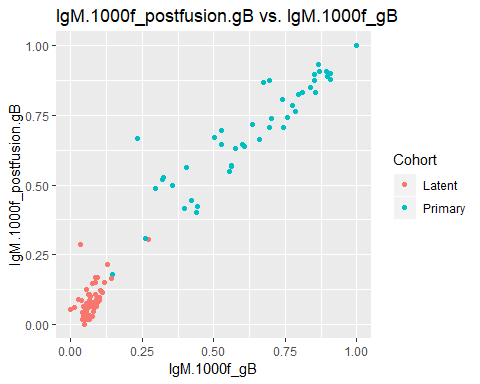 IgM.1000f_postfusion.gB vs. IgM.1000f_gB
1.00
0.75
0.50
0.25
0.00
IgM.1000f_postfusion.gB
0.00 0.25 0.50 0.75 1.00
IgM.1000f_gB
Cohort
Latent
Primary